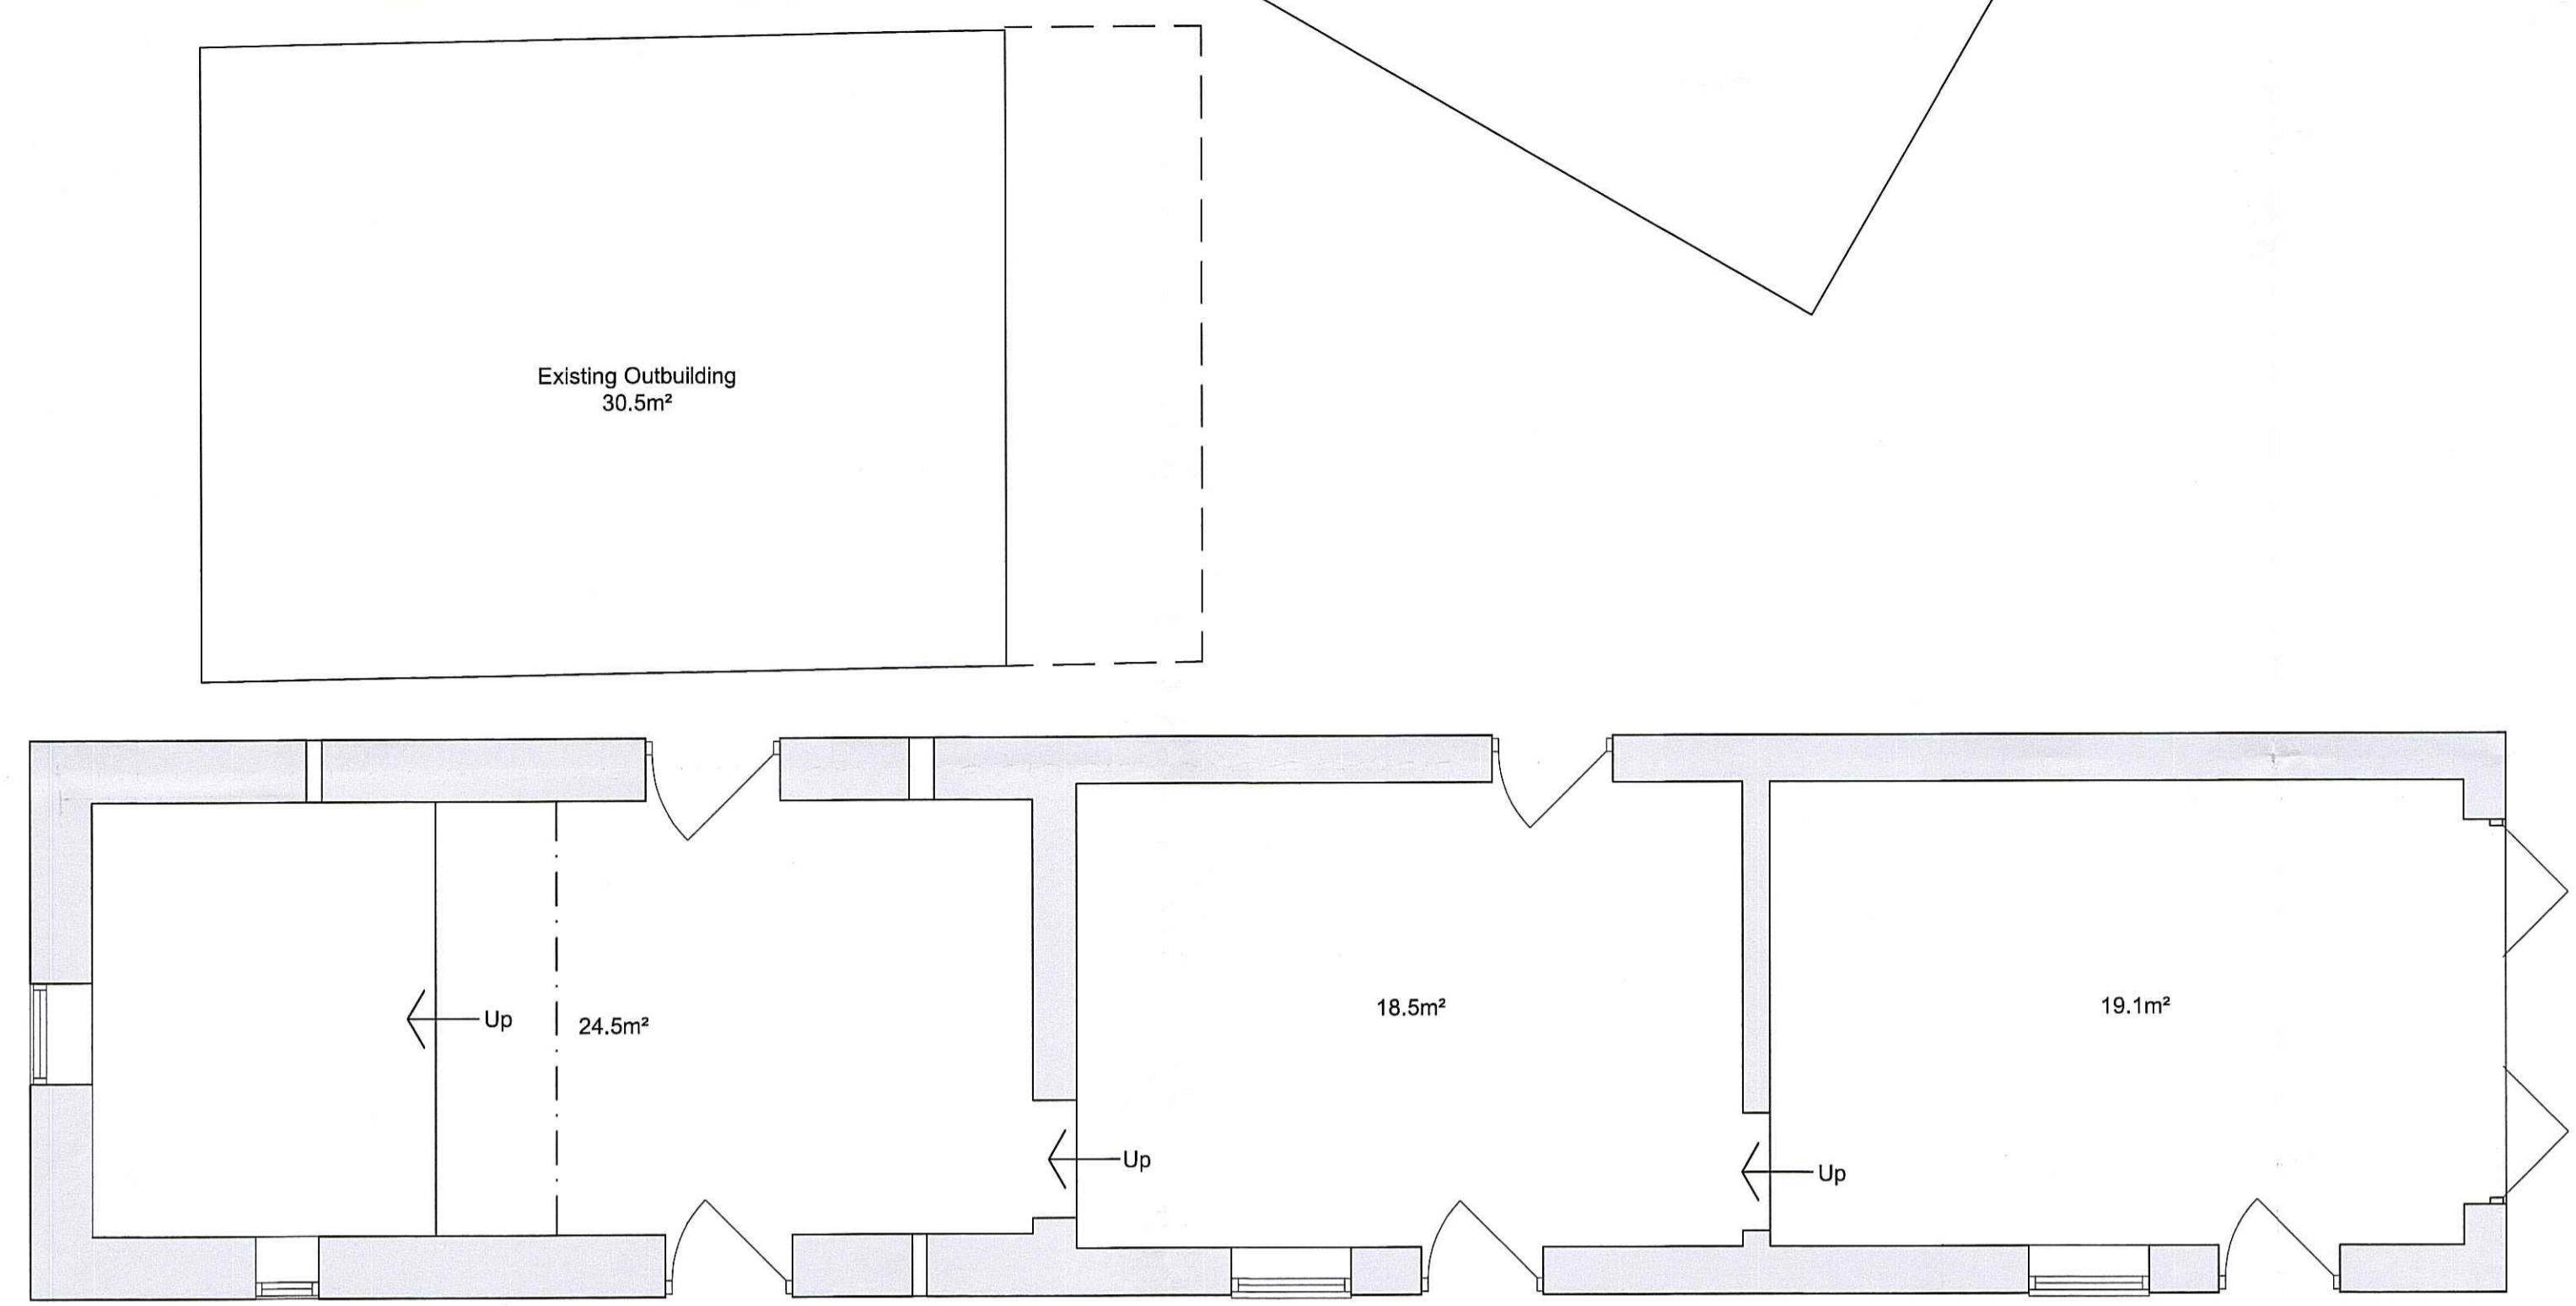 Existing Outbuilding
30.5m²
Up
24.5m²
Up
18.5m²
Up
19.1m²